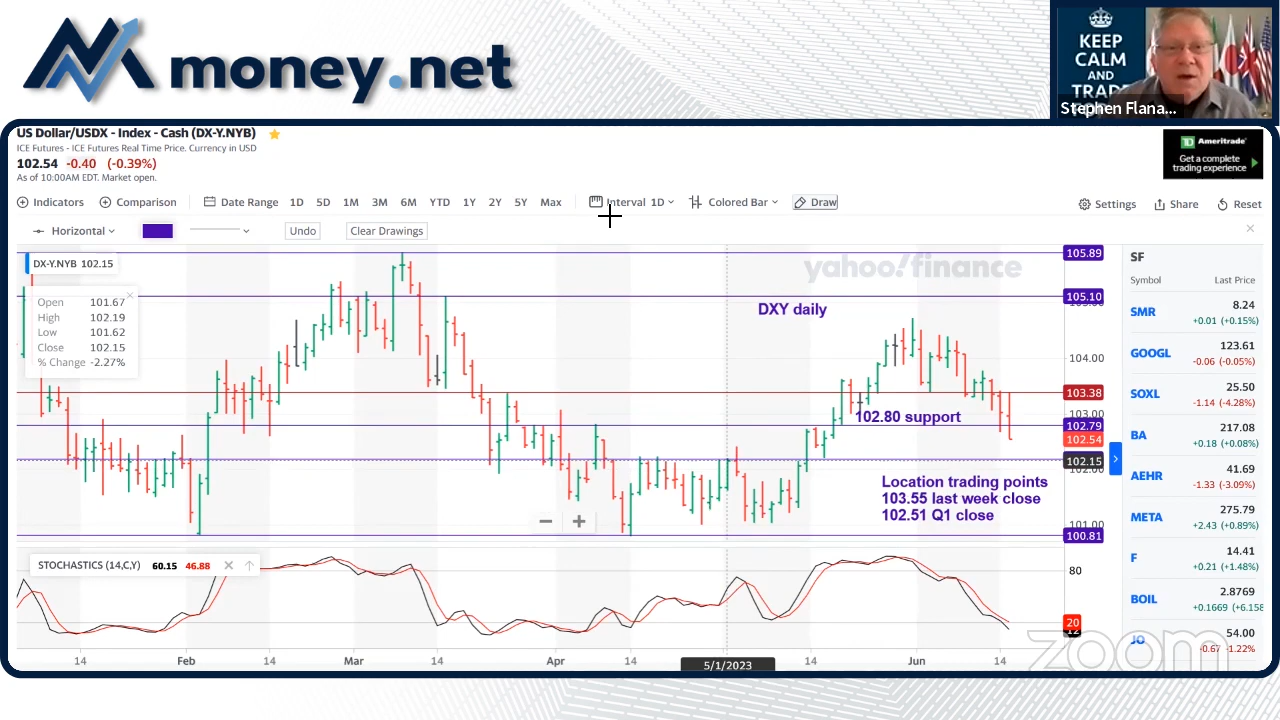 money.net
KEEP
CALM
AND
TRADE
Stephen Flana...
US Dollar/USDX - Index - Cash (DX-Y.NYB)
ICE Futures - ICE Futures Real Time Price. Currency in USD
102.54 -0.40 (-0.39%)
As of 10:00AM EDT. Market open.
TD Ameritrade
Get a complete
trading experience
Indicators Comparison Date Range 1D 5D 1M 3M 6M YTD 1Y 2Y 5Y Max Interval 1D Colored Bar Draw
Settings Share Reset
Horizontal Undo Clear Drawings
DX-Y.NYB 102.15
Open 101.67
High 102.19
Low 101.62
Close 102.15
% Change -2.27%
yahoo!finance
DXY daily
102.80 support
Location trading points
103.55 last week close
102.51 Q1 close
105.89
105.10
104.00
103.38
103.00
102.79
102.54
102.15
101.00
100.81
STOCHASTICS (14,C,Y) 60.15 46.88
80
20
12
14 Feb 14 Mar 14 Apr 14 5/1/2023 14 Jun 14
SF
Symbol Last Price
SMR 8.24
+0.01 (+0.15%)
GOOGL 123.61
-0.06 (-0.05%)
SOXL 25.50
-1.14 (-4.28%)
BA 217.08
+0.18 (+0.08%)
AEHR 41.69
-1.33 (-3.09%)
META 275.79
+2.43 (+0.89%)
F 14.41
+0.21 (+1.48%)
BOIL 2.8769
+0.1669 (+6.158
JO 54.00
-0.67 -1.22%
zoom